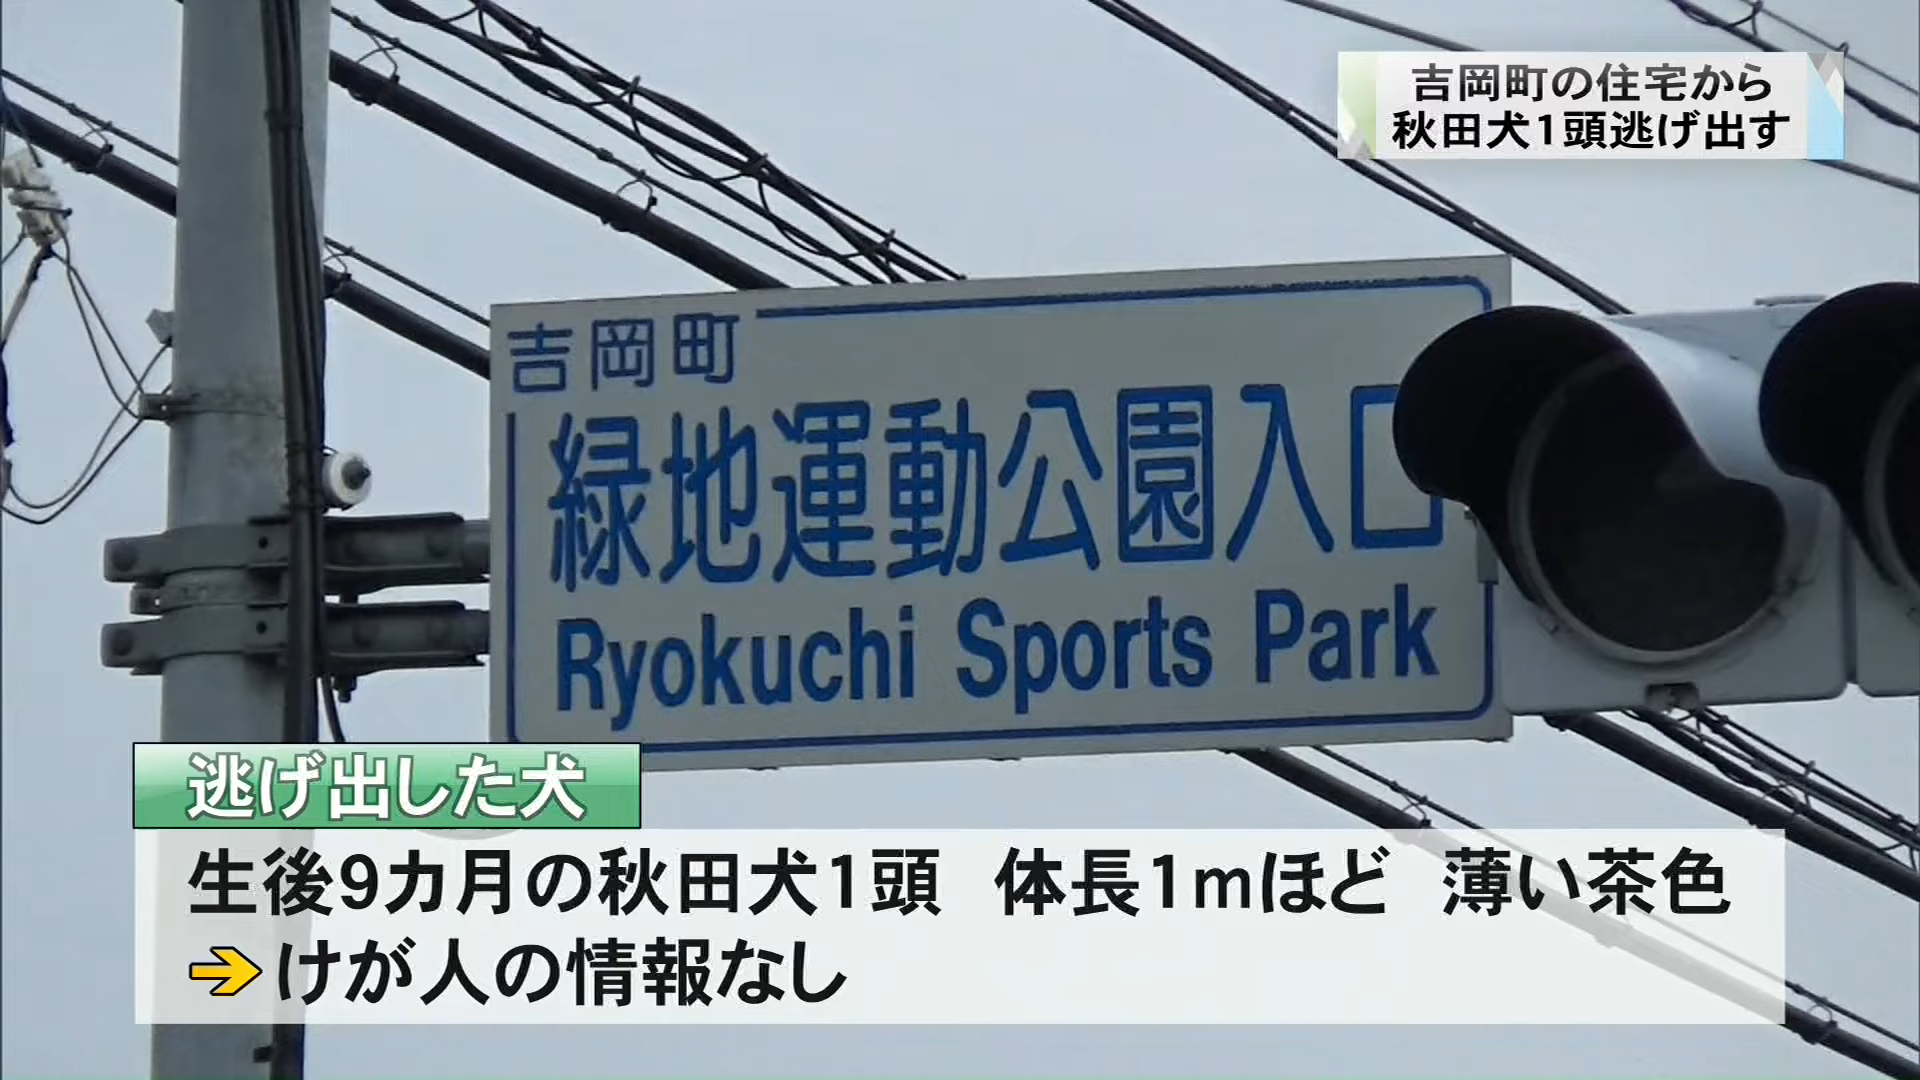 吉岡町の住宅から
秋田犬1頭逃げ出す
吉岡町
緑地運動公園入口
Ryokuchi Sports Park
逃げ出した犬
生後9カ月の秋田犬1頭　体長1mほど　薄い茶色
➡けが人の情報なし